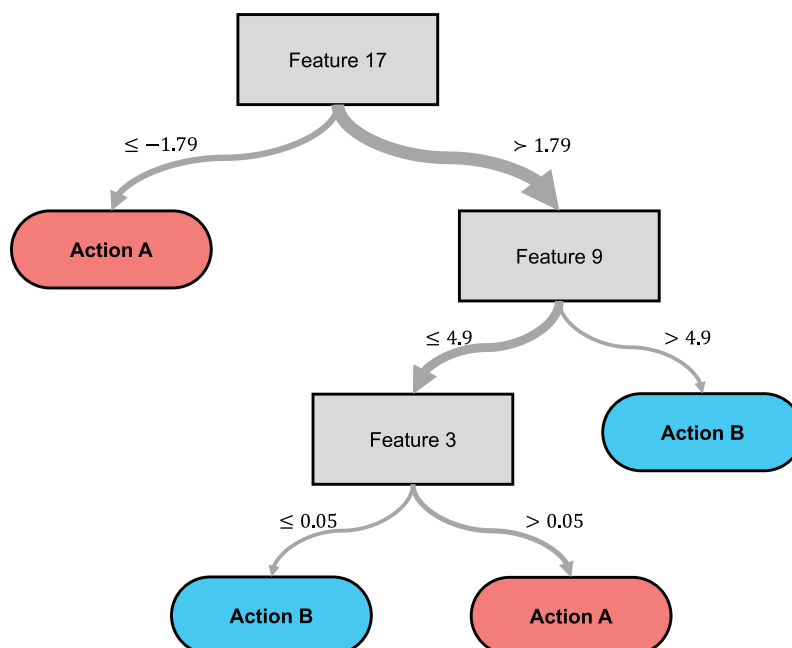 Feature 17
≤ −1.79
≻ 1.79
Action A
Feature 9
≤ 4.9
> 4.9
Feature 3
Action B
≤ 0.05
> 0.05
Action B
Action A